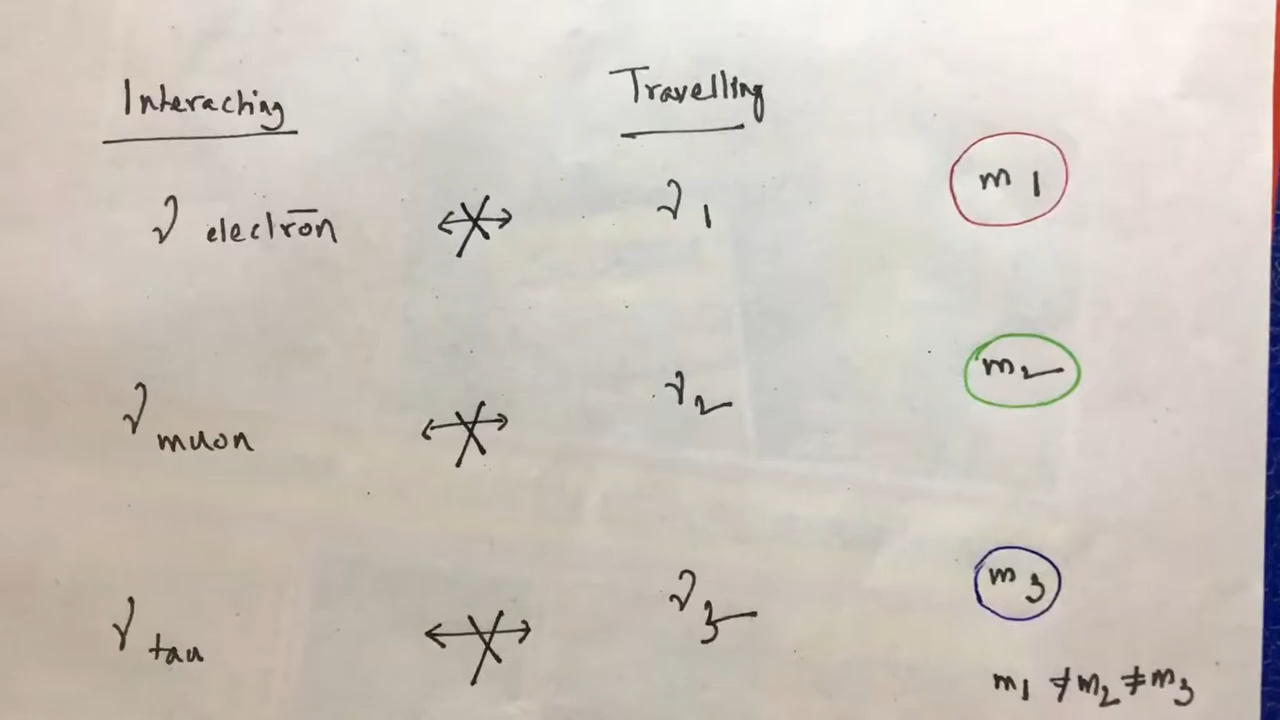 Interacting Travelling
m1
ν electron ν1
m2
ν muon ν2
m3
ν tau ν3
m1 ≠ m2 ≠ m3